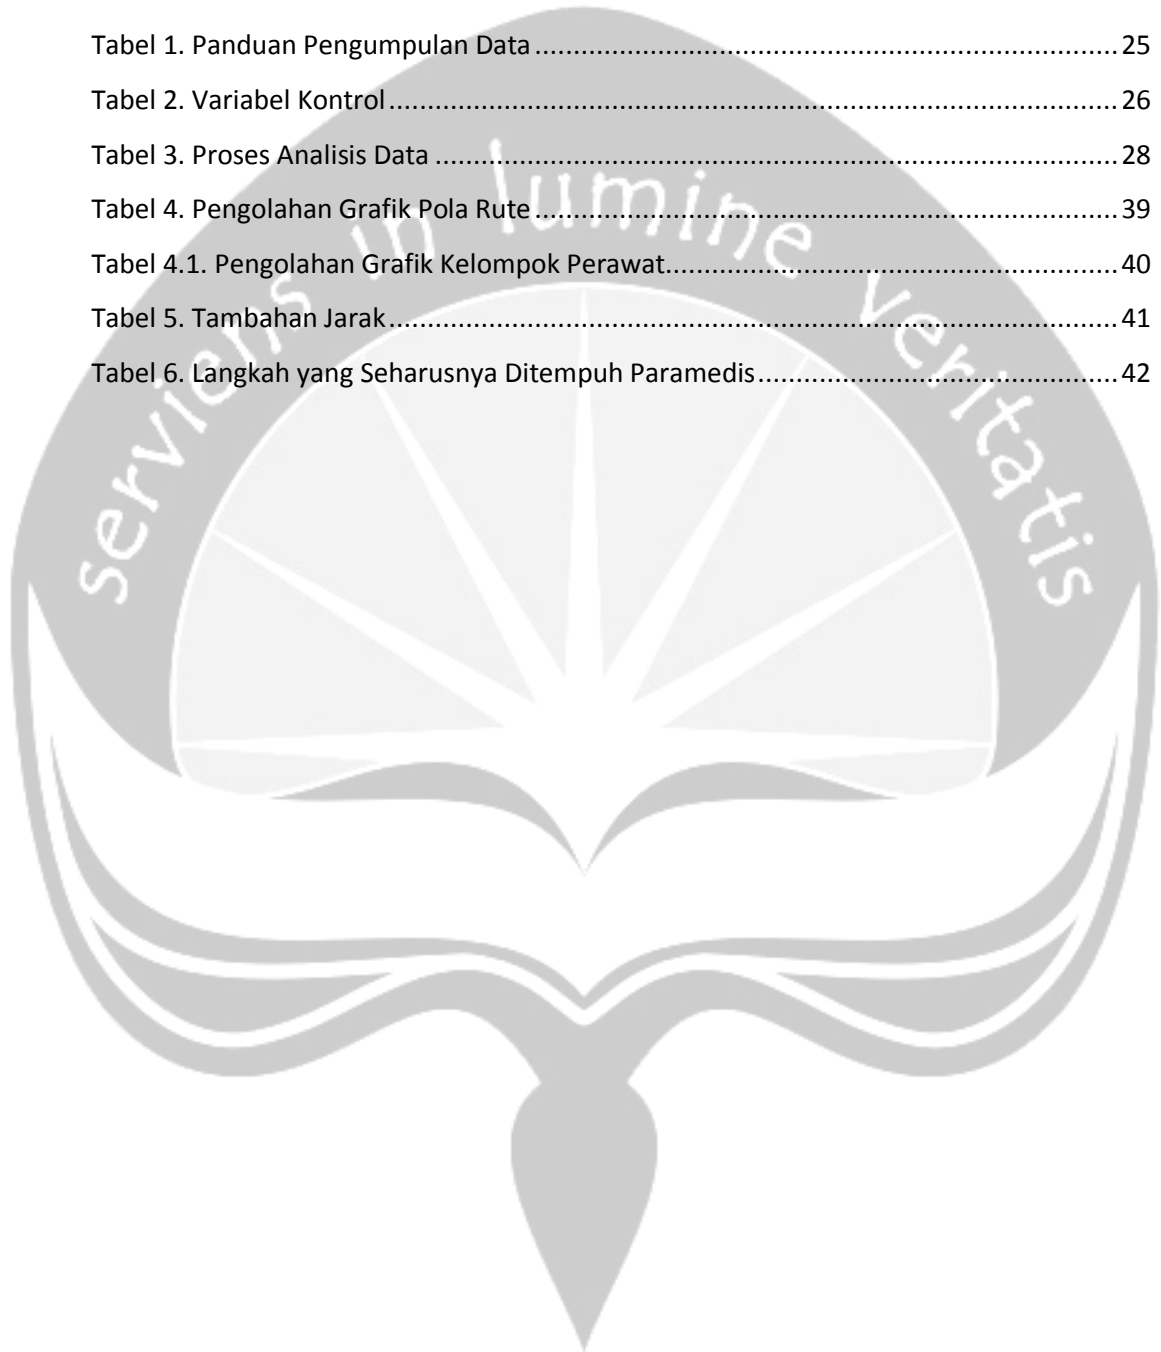 Tabel 1. Panduan Pengumpulan Data ........................................................................ 25
Tabel 2. Variabel Kontrol ........................................................................ 26
Tabel 3. Proses Analisis Data ........................................................................ 28
Tabel 4. Pengolahan Grafik Pola Rute ........................................................................ 39
Tabel 4.1. Pengolahan Grafik Kelompok Perawat ........................................................................ 40
Tabel 5. Tambahan Jarak ........................................................................ 41
Tabel 6. Langkah yang Seharusnya Ditempuh Paramedis ........................................................................ 42
serviens in lumine veritatis